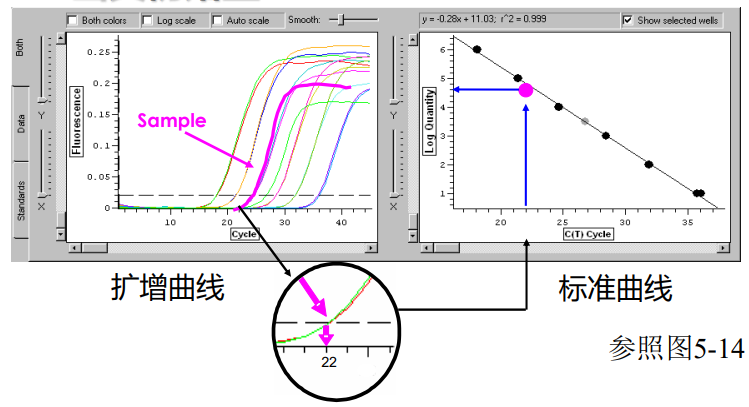 Both colors
Log scale
Auto scale
Smooth:
y = -0.28x + 11.03; r^2 = 0.999
Show selected wells
Both
Data
Standards
Y
X
Fluorescence
0.25
0.2
0.15
0.1
0.05
0
10
20
30
40
Cycle
Sample
Y
X
Log Quantity
6
5
4
3
2
1
20
25
30
35
C(T) Cycle
扩增曲线
标准曲线
22
参照图5-14